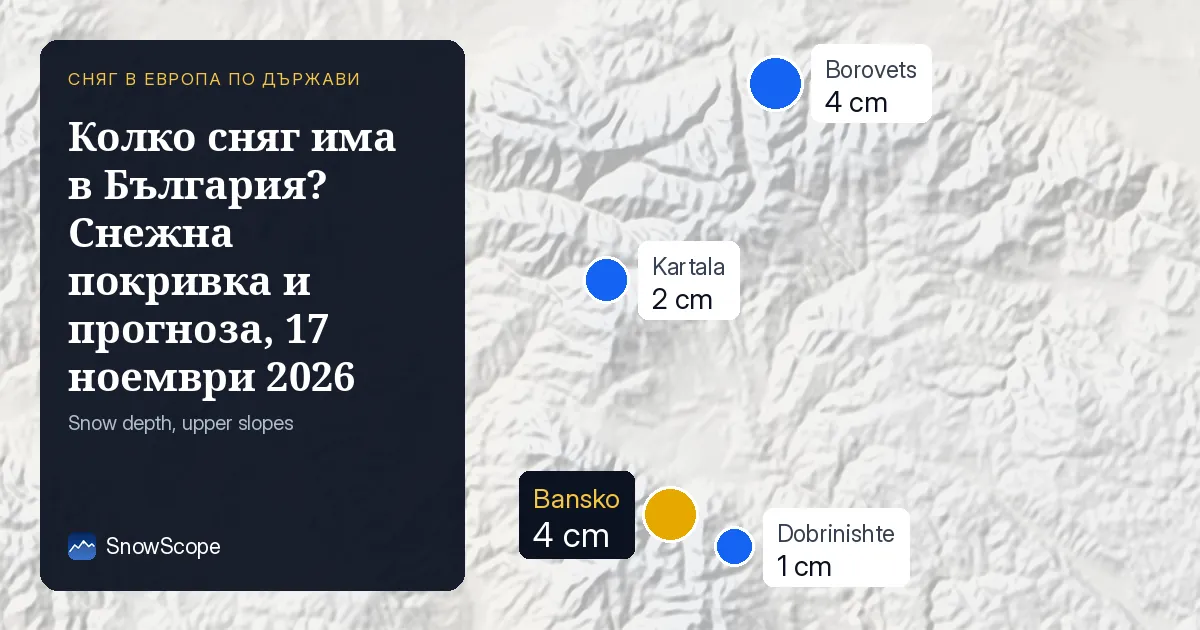 СНЯГ В ЕВРОПА ПО ДЪРЖАВИ
Колко сняг има
в България?
Снежна
покривка и
прогноза, 17
ноември 2026
Snow depth, upper slopes
SnowScope
Borovets
4 cm
Kartala
2 cm
Bansko
4 cm
Dobrinishte
1 cm